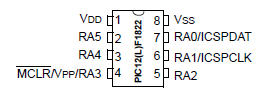 VDD 1 8 VSS
RA5 2 7 RA0/ICSPDAT
RA4 3 6 RA1/ICSPCLK
MCLR/VPP/RA3 4 5 RA2
PIC12(L)F1822